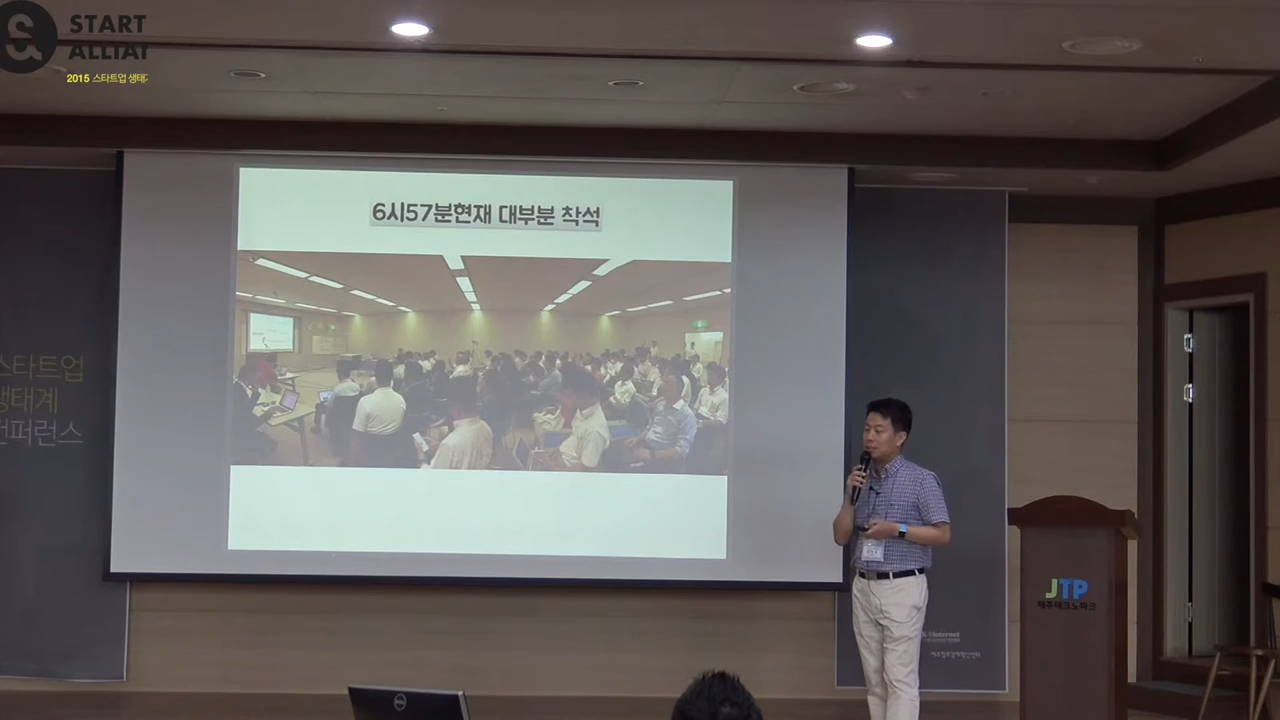 START
ALLIAN
2015 스타트업 생태
6시57분현재 대부분 착석
스타트업
생태계
컨퍼런스
JTP
제주테크노파크
DELL